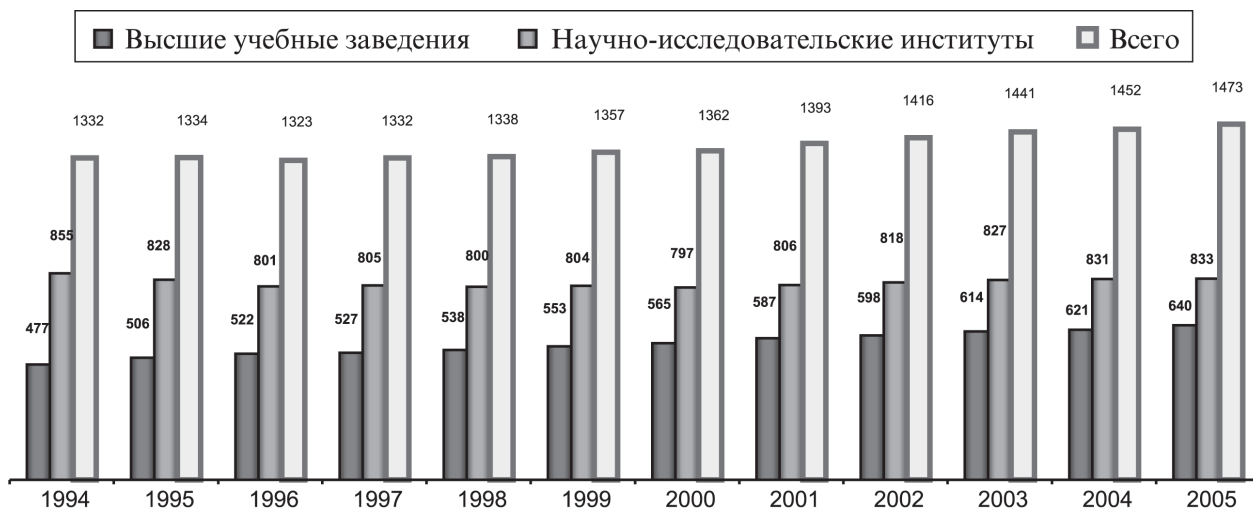 Высшие учебные заведения Научно-исследовательские институты Всего
1332 1334 1323 1332 1338 1357 1362 1393 1416 1441 1452 1473
855 828 801 805 800 804 797 806 818 827 831 833
477 506 522 527 538 553 565 587 598 614 621 640
1994 1995 1996 1997 1998 1999 2000 2001 2002 2003 2004 2005